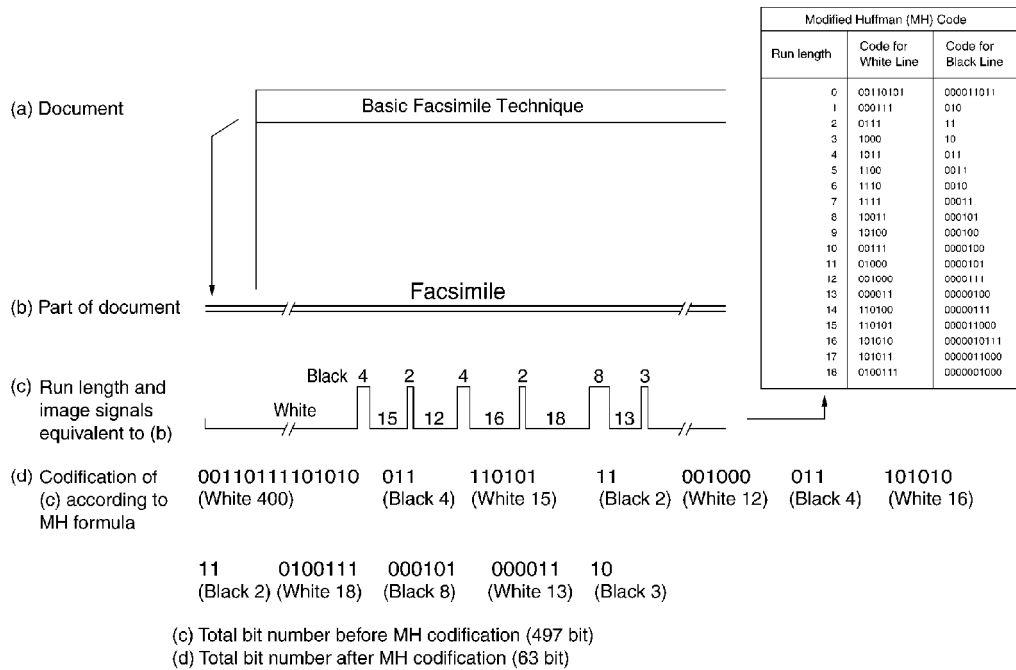 Modified Huffman (MH) Code
Run length
Code for White Line
Code for Black Line
0 00110101 000011011
1 000111 010
2 0111 11
3 1000 10
4 1011 011
5 1100 0011
6 1110 0010
7 1111 00011
8 10011 000101
9 10100 000100
10 00111 0000100
11 01000 0000101
12 001000 0000111
13 000011 00000100
14 110100 00000111
15 110101 000011000
16 101010 0000010111
17 101011 0000011000
18 0100111 0000001000
(a) Document
Basic Facsimile Technique
(b) Part of document
Facsimile
(c) Run length and
image signals
equivalent to (b)
Black 4 2 4 2 8 3
White
15 12 16 18 13
(d) Codification of
(c) according to
MH formula
00110111101010 011 110101 11 001000 011 101010
(White 400) (Black 4) (White 15) (Black 2) (White 12) (Black 4) (White 16)
11 0100111 000101 000011 10
(Black 2) (White 18) (Black 8) (White 13) (Black 3)
(c) Total bit number before MH codification (497 bit)
(d) Total bit number after MH codification (63 bit)